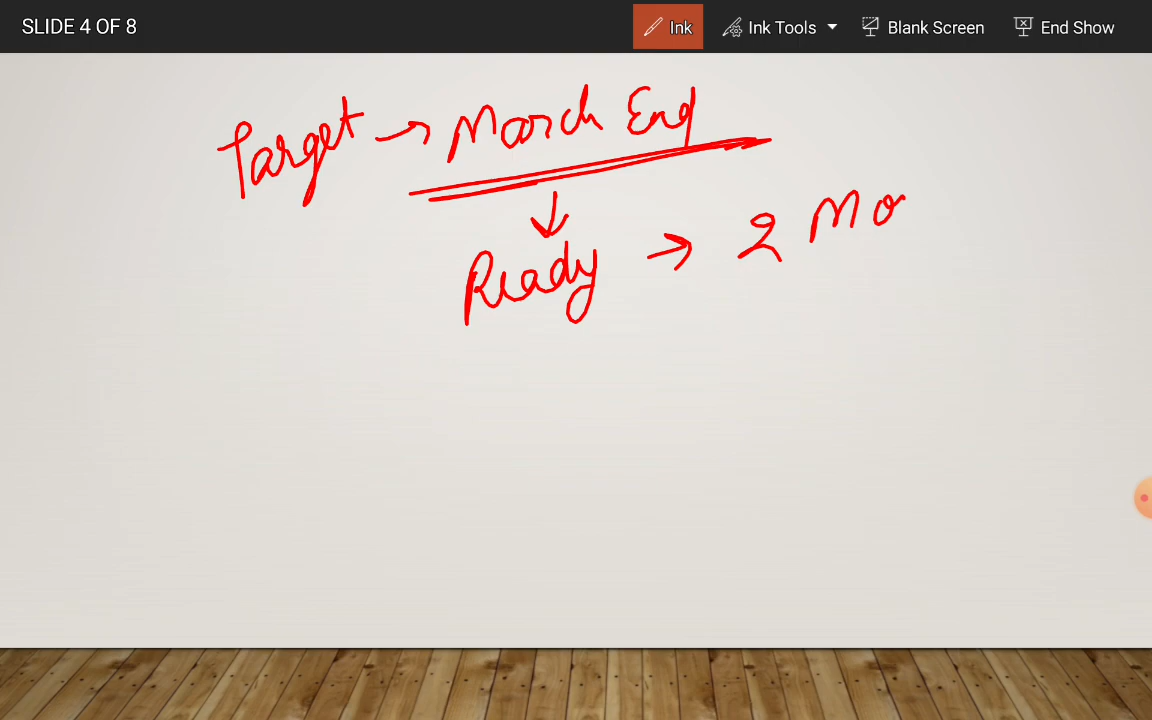 SLIDE 4 OF 8 Ink Ink Tools Blank Screen End Show
Target → March End
↓
Ready → 2 Mo